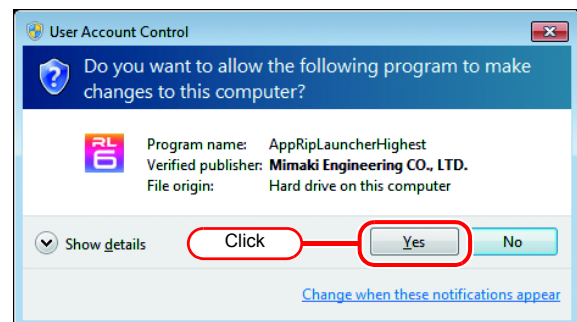 User Account Control
Do you want to allow the following program to make
changes to this computer?
RL
6
Program name: AppRipLauncherHighest
Verified publisher: Mimaki Engineering CO., LTD.
File origin: Hard drive on this computer
Show details
Click
Yes
No
Change when these notifications appear